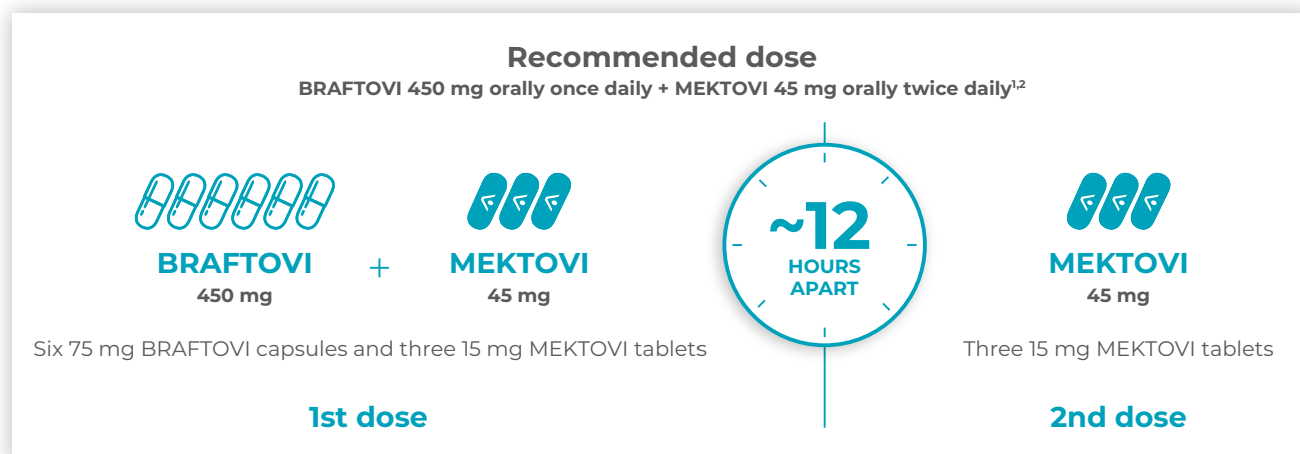 Recommended dose
BRAFTOVI 450 mg orally once daily + MEKTOVI 45 mg orally twice daily1,2
BRAFTOVI
450 mg
+
MEKTOVI
45 mg
Six 75 mg BRAFTOVI capsules and three 15 mg MEKTOVI tablets
1st dose
~12
HOURS
APART
MEKTOVI
45 mg
Three 15 mg MEKTOVI tablets
2nd dose